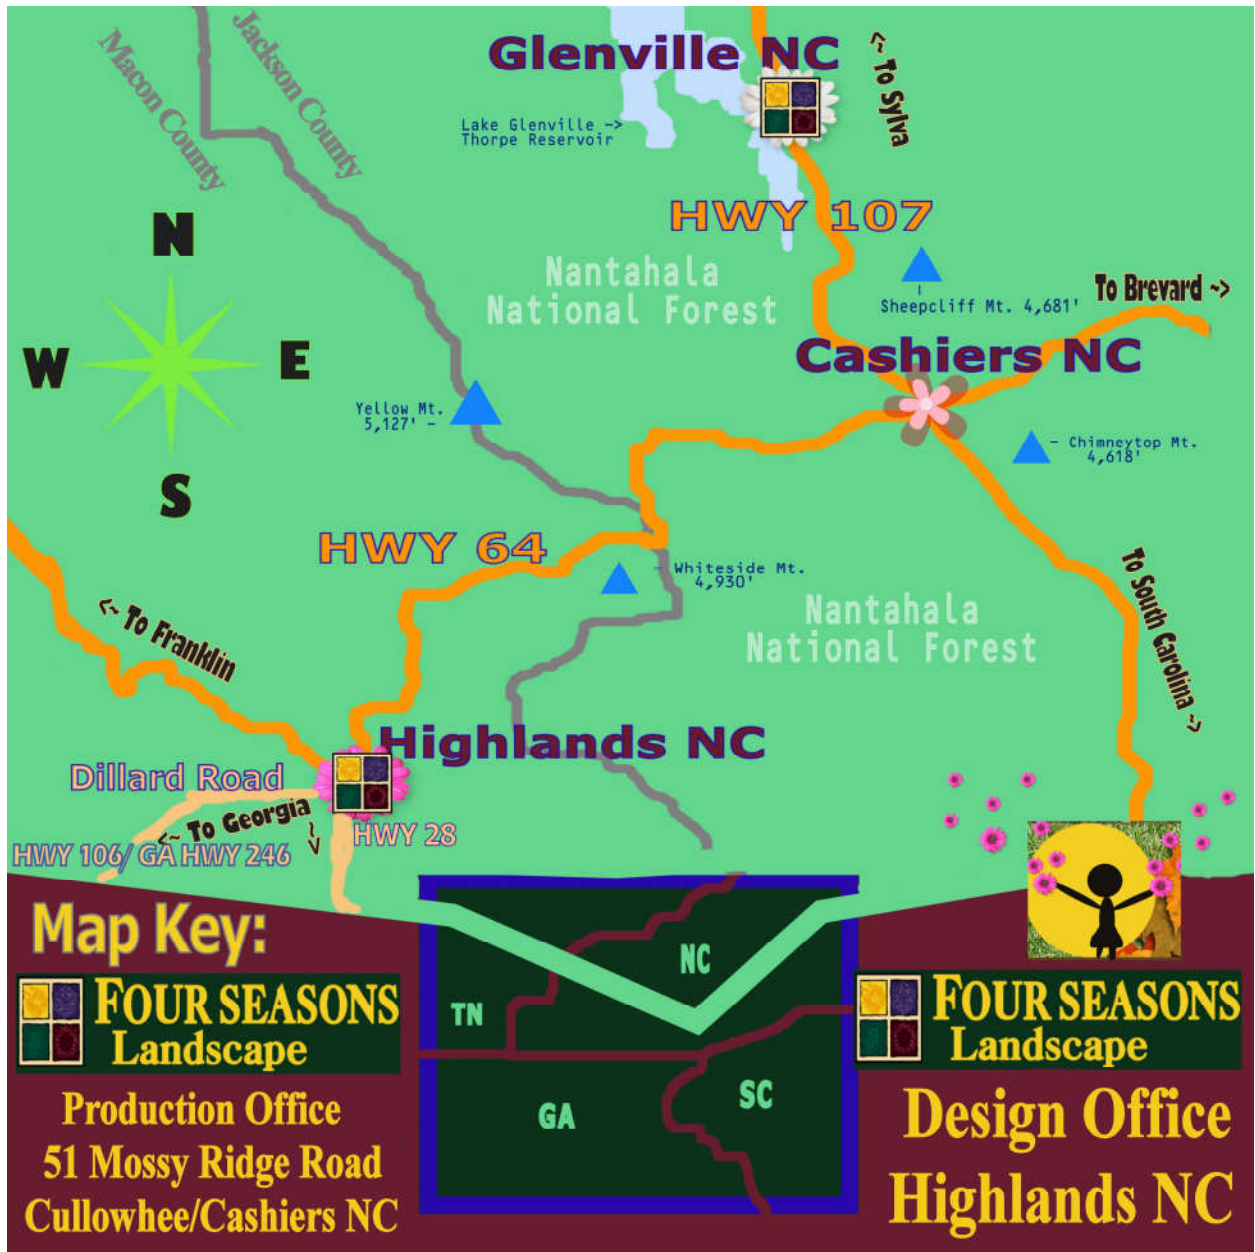 Glenville NC
<~ To Sylva
Jackson County
Macon County
Lake Glenville ~>
Thorpe Reservoir
HWY 107
N
W
E
S
Nantahala
National Forest
Sheepcliff Mt. 4,681'
To Brevard ~>
Cashiers NC
Yellow Mt.
5,127' -
- Chimneytop Mt.
4,618'
HWY 64
- Whiteside Mt.
4,930'
To South Carolina ~>
<~ To Franklin
Nantahala
National Forest
Highlands NC
Dillard Road
<~ To Georgia ~>
HWY 28
HWY 106/ GA HWY 246
Map Key:
FOUR SEASONS
Landscape
Production Office
51 Mossy Ridge Road
Cullowhee/Cashiers NC
NC
TN
SC
GA
FOUR SEASONS
Landscape
Design Office
Highlands NC